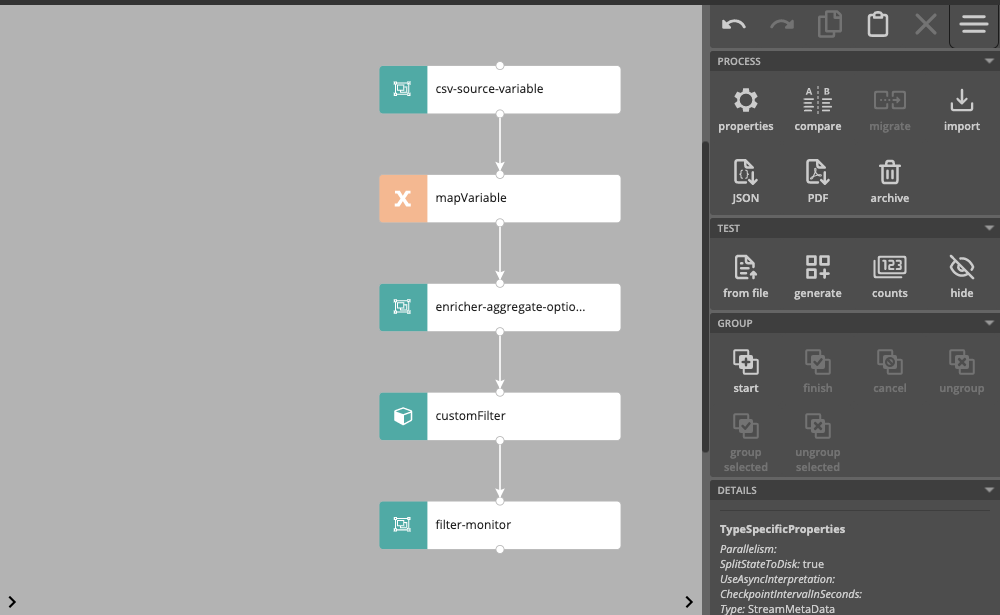 csv-source-variable
mapVariable
enricher-aggregate-optio...
customFilter
filter-monitor
PROCESS
properties compare migrate import
JSON PDF archive
TEST
from file generate counts hide
GROUP
start finish cancel ungroup
group selected ungroup selected
DETAILS
TypeSpecificProperties
Parallelism:
SplitStateToDisk: true
UseAsyncInterpretation:
CheckpointIntervalInSeconds:
Type: StreamMetaData